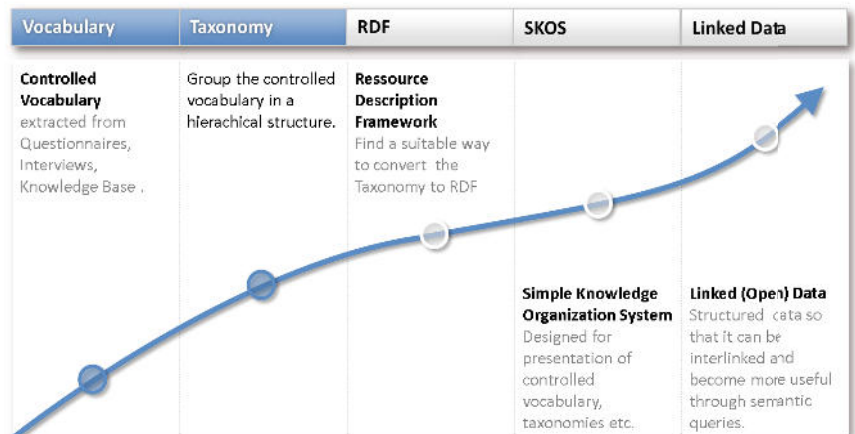 Vocabulary
Taxonomy
RDF
SKOS
Linked Data
Controlled
Vocabulary
extracted from
Questionnaires,
Interviews,
Knowledge Base .
Group the controlled
vocabulary in a
hierachical structure.
Ressource
Description
Framework
Find a suitable way
to convert the
Taxonomy to RDF
Simple Knowledge
Organization System
Designed for
presentation of
controlled
vocabulary,
taxonomies etc.
Linked (Open) Data
Structured data so
that it can be
interlinked and
become more useful
through semantic
queries.